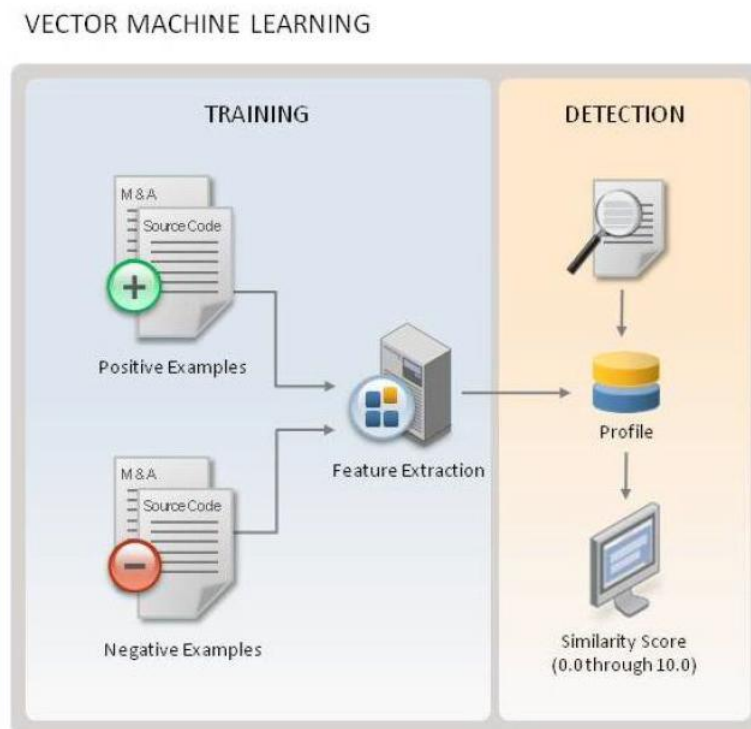 VECTOR MACHINE LEARNING
TRAINING
M & A
Source Code
Positive Examples
M & A
Source Code
Negative Examples
Feature Extraction
DETECTION
Profile
Similarity Score
(0.0 through 10.0)